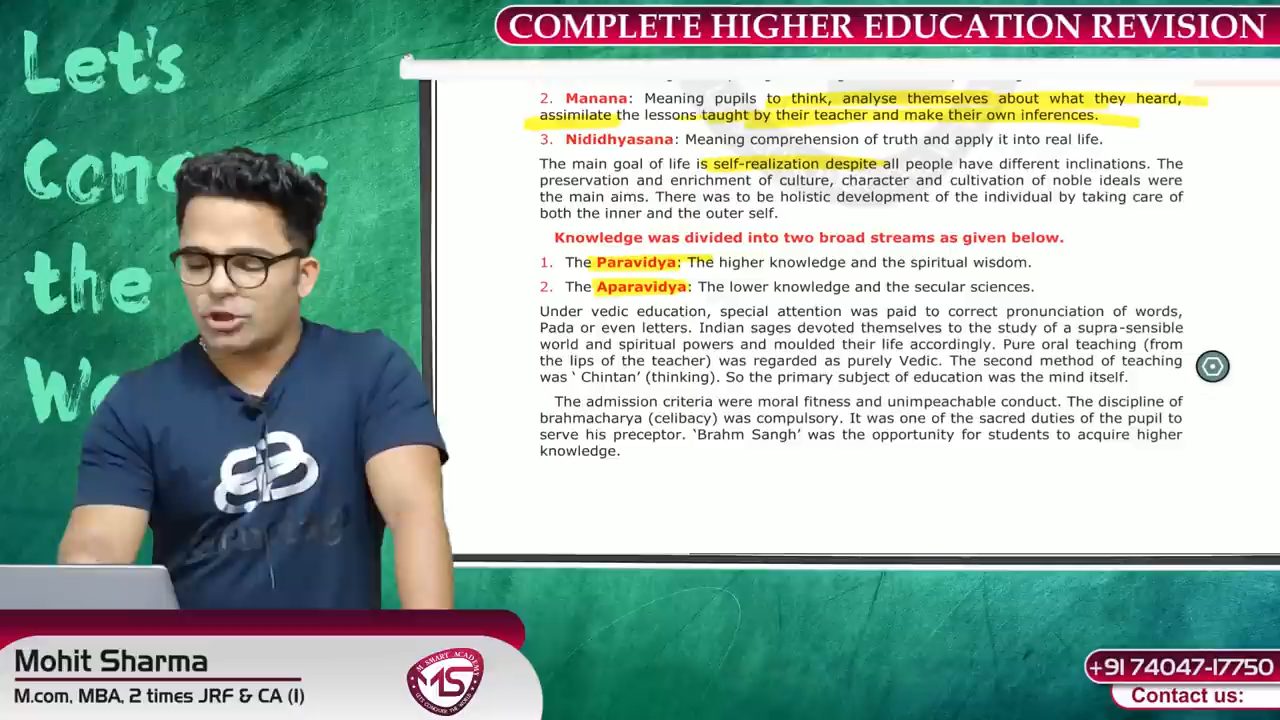 COMPLETE HIGHER EDUCATION REVISION
Let's
the
2. Manana: Meaning pupils to think, analyse themselves about what they heard,
assimilate the lessons taught by their teacher and make their own inferences.
3. Nididhyasana: Meaning comprehension of truth and apply it into real life.
The main goal of life is self-realization despite all people have different inclinations. The
preservation and enrichment of culture, character and cultivation of noble ideals were
the main aims. There was to be holistic development of the individual by taking care of
both the inner and the outer self.
Knowledge was divided into two broad streams as given below.
1. The Paravidya: The higher knowledge and the spiritual wisdom.
2. The Aparavidya: The lower knowledge and the secular sciences.
Under vedic education, special attention was paid to correct pronunciation of words,
Pada or even letters. Indian sages devoted themselves to the study of a supra-sensible
world and spiritual powers and moulded their life accordingly. Pure oral teaching (from
the lips of the teacher) was regarded as purely Vedic. The second method of teaching
was ‘ Chintan’ (thinking). So the primary subject of education was the mind itself.
The admission criteria were moral fitness and unimpeachable conduct. The discipline of
brahmacharya (celibacy) was compulsory. It was one of the sacred duties of the pupil to
serve his preceptor. ‘Brahm Sangh’ was the opportunity for students to acquire higher
knowledge.
Mohit Sharma
M.com, MBA, 2 times JRF & CA (I)
M SMART ACADEMY
MS
LETS CONQUER THE WORLD
+91 74047-17750
Contact us: